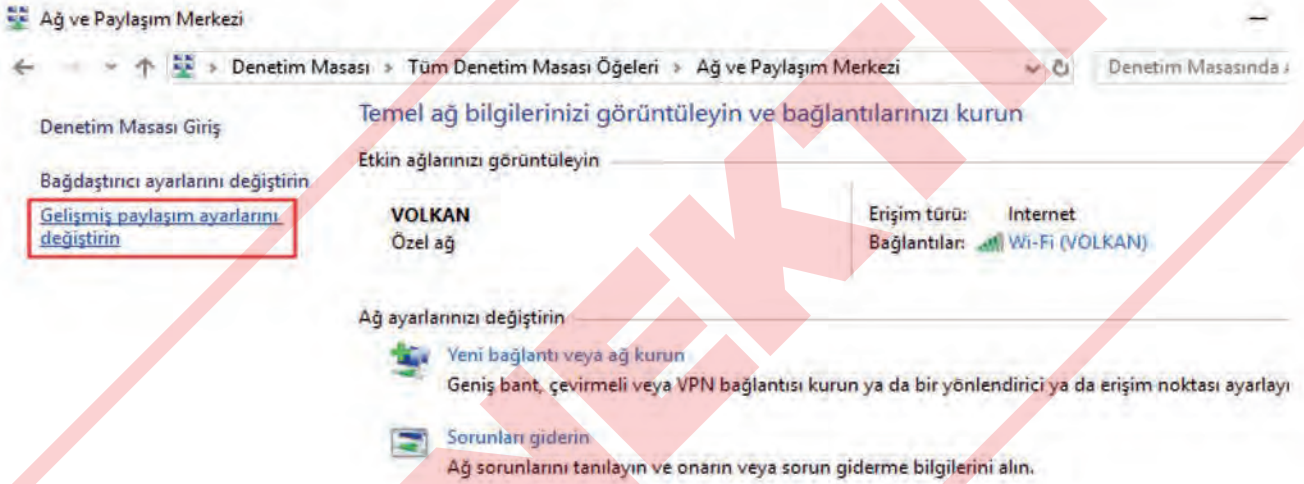 Ağ ve Paylaşım Merkezi
Denetim Masası > Tüm Denetim Masası Öğeleri > Ağ ve Paylaşım Merkezi
Denetim Masasında
Denetim Masası Giriş
Bağdaştırıcı ayarlarını değiştirin
Gelişmiş paylaşım ayarlarını
değiştirin
Temel ağ bilgilerinizi görüntüleyin ve bağlantılarınızı kurun
Etkin ağlarınızı görüntüleyin
VOLKAN
Özel ağ
Erişim türü: Internet
Bağlantılar: Wi-Fi (VOLKAN)
Ağ ayarlarınızı değiştirin
Yeni bağlantı veya ağ kurun
Geniş bant, çevirmeli veya VPN bağlantısı kurun ya da bir yönlendirici ya da erişim noktası ayarlayı
Sorunları giderin
Ağ sorunlarını tanılayın ve onarın veya sorun giderme bilgilerini alın.